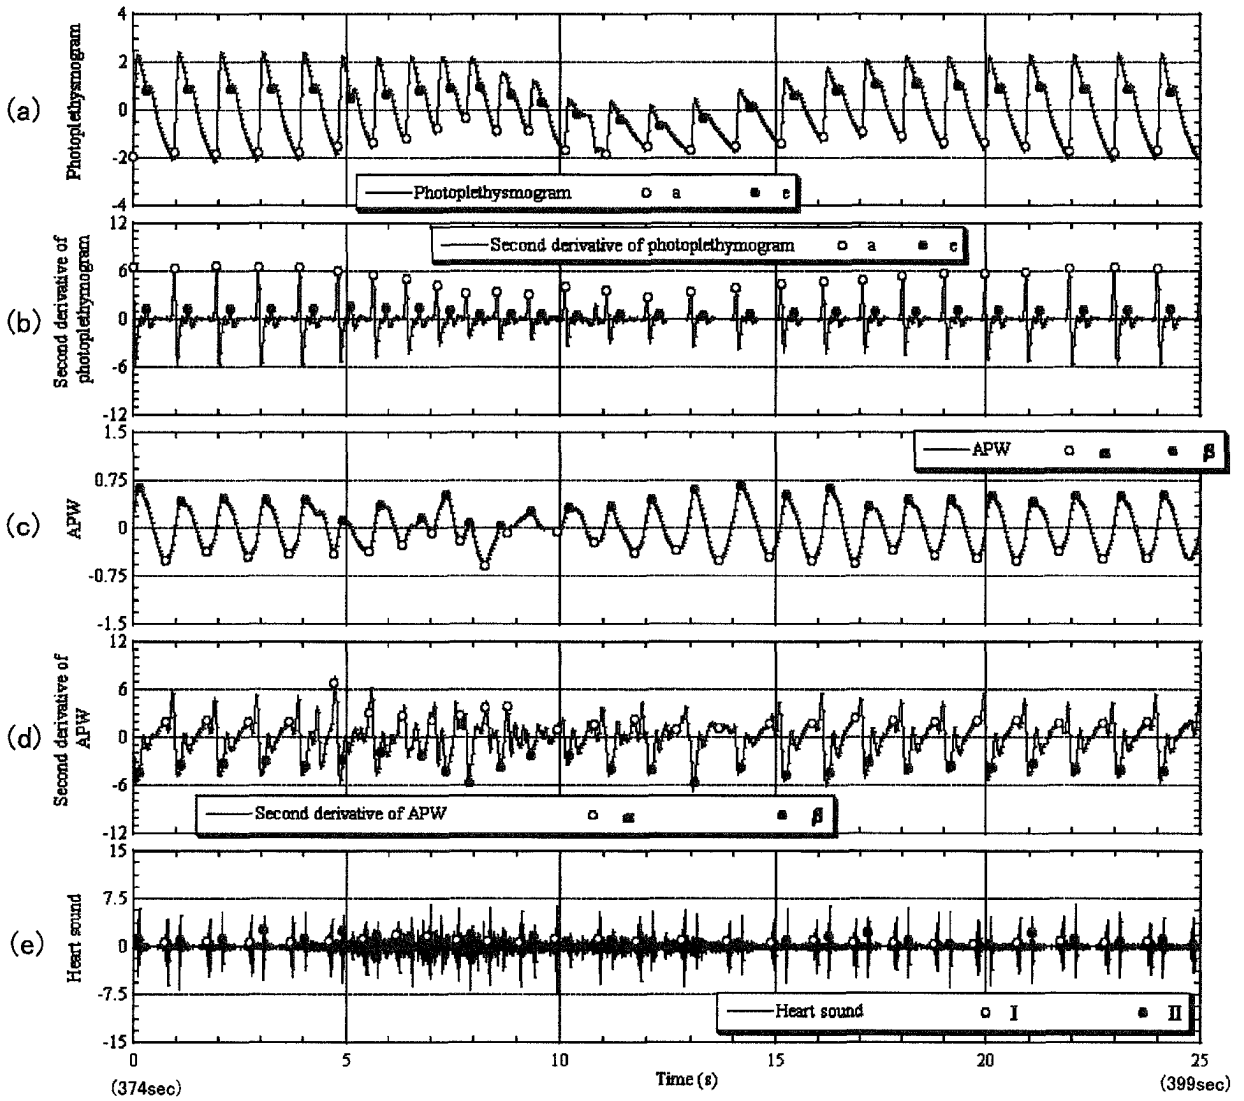 (a)
Photoplethysmogram
4
2
0
-2
-4
Photoplethysmogram a e
(b)
Second derivative of
photoplethymogram
12
6
0
-6
-12
Second derivative of photoplethymogram a e
(c)
APW
1.5
0.75
0
-0.75
-1.5
APW α β
(d)
Second derivative of
APW
12
6
0
-6
-12
Second derivative of APW α β
(e)
Heart sound
15
7.5
0
-7.5
-15
Heart sound I II
0 5 10 15 20 25
(374sec) Time (s) (399sec)